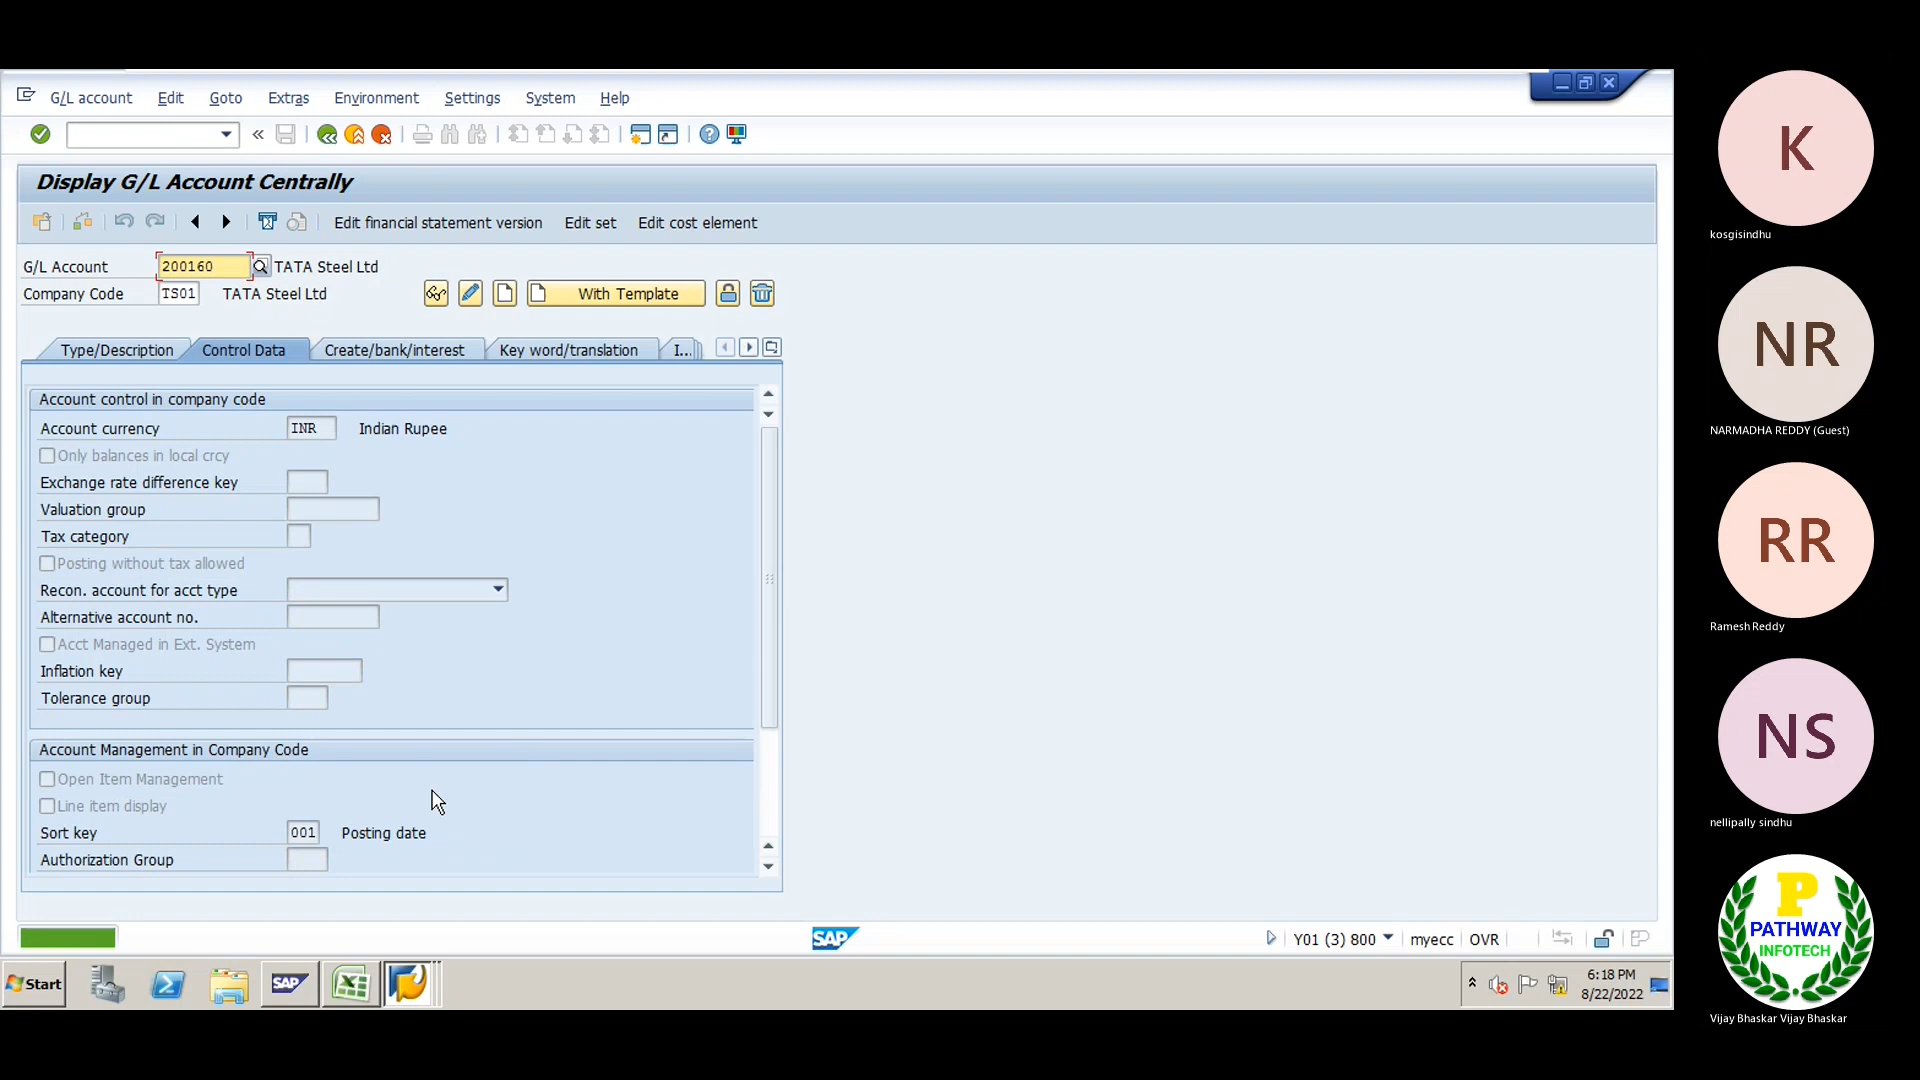 G/L account Edit Goto Extras Environment Settings System Help
Display G/L Account Centrally
Edit financial statement version Edit set Edit cost element
G/L Account 200160 TATA Steel Ltd
Company Code TS01 TATA Steel Ltd With Template
Type/Description Control Data Create/bank/interest Key word/translation I...
Account control in company code
Account currency INR Indian Rupee
Only balances in local crcy
Exchange rate difference key
Valuation group
Tax category
Posting without tax allowed
Recon. account for acct type
Alternative account no.
Acct Managed in Ext. System
Inflation key
Tolerance group
Account Management in Company Code
Open Item Management
Line item display
Sort key 001 Posting date
Authorization Group
SAP Y01 (3) 800 myecc OVR
Start SAP 6:18 PM
8/22/2022
K
kosgisindhu
NR
NARMADHA REDDY (Guest)
RR
Ramesh Reddy
NS
nellipally sindhu
P
PATHWAY
INFOTECH
Vijay Bhaskar Vijay Bhaskar